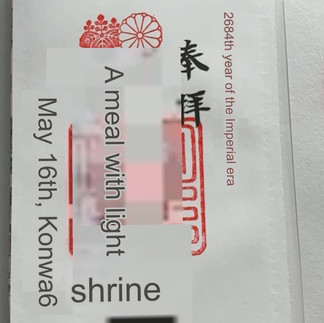 2684th year of the Imperial era
奉拝
A meal with light
shrine
May 16th, Konwa6